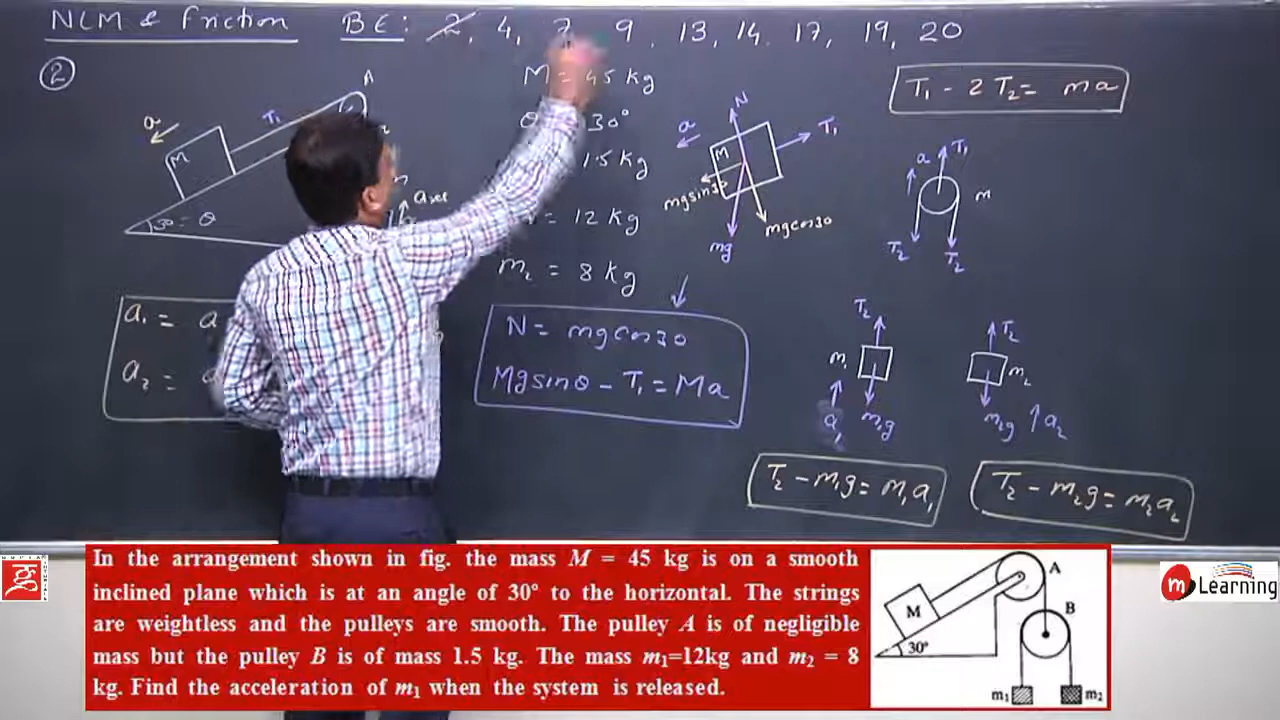 NLM & Friction BE: 2, 4, 7, 9, 13, 14, 17, 19, 20
2
A
M = 45 kg
a
T₁
M
30 = θ
30°
1.5 kg
= 12 kg
m₂ = 8 kg
a₁ = a
a₂ =
N
a
M
T₁
mgsin30
mgcos30
mg
N = mgcos30
Mgsinθ - T₁ = Ma
T₁ - 2T₂ = ma
a
T₁
m
T₂
T₂
T₂
m₁
m₁g
a₁
T₂
m₂
m₂g
a₂
T₂ - m₁g = m₁a₁
T₂ - m₂g = m₂a₂
In the arrangement shown in fig. the mass M = 45 kg is on a smooth
inclined plane which is at an angle of 30° to the horizontal. The strings
are weightless and the pulleys are smooth. The pulley A is of negligible
mass but the pulley B is of mass 1.5 kg. The mass m₁=12kg and m₂ = 8
kg. Find the acceleration of m₁ when the system is released.
A
M
B
30°
m₁
m₂
m Learning